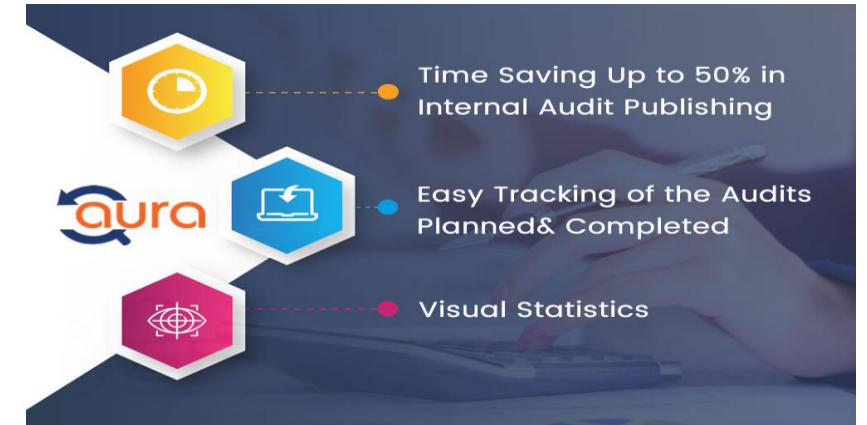 Time Saving Up to 50% in
Internal Audit Publishing
aura
Easy Tracking of the Audits
Planned& Completed
Visual Statistics